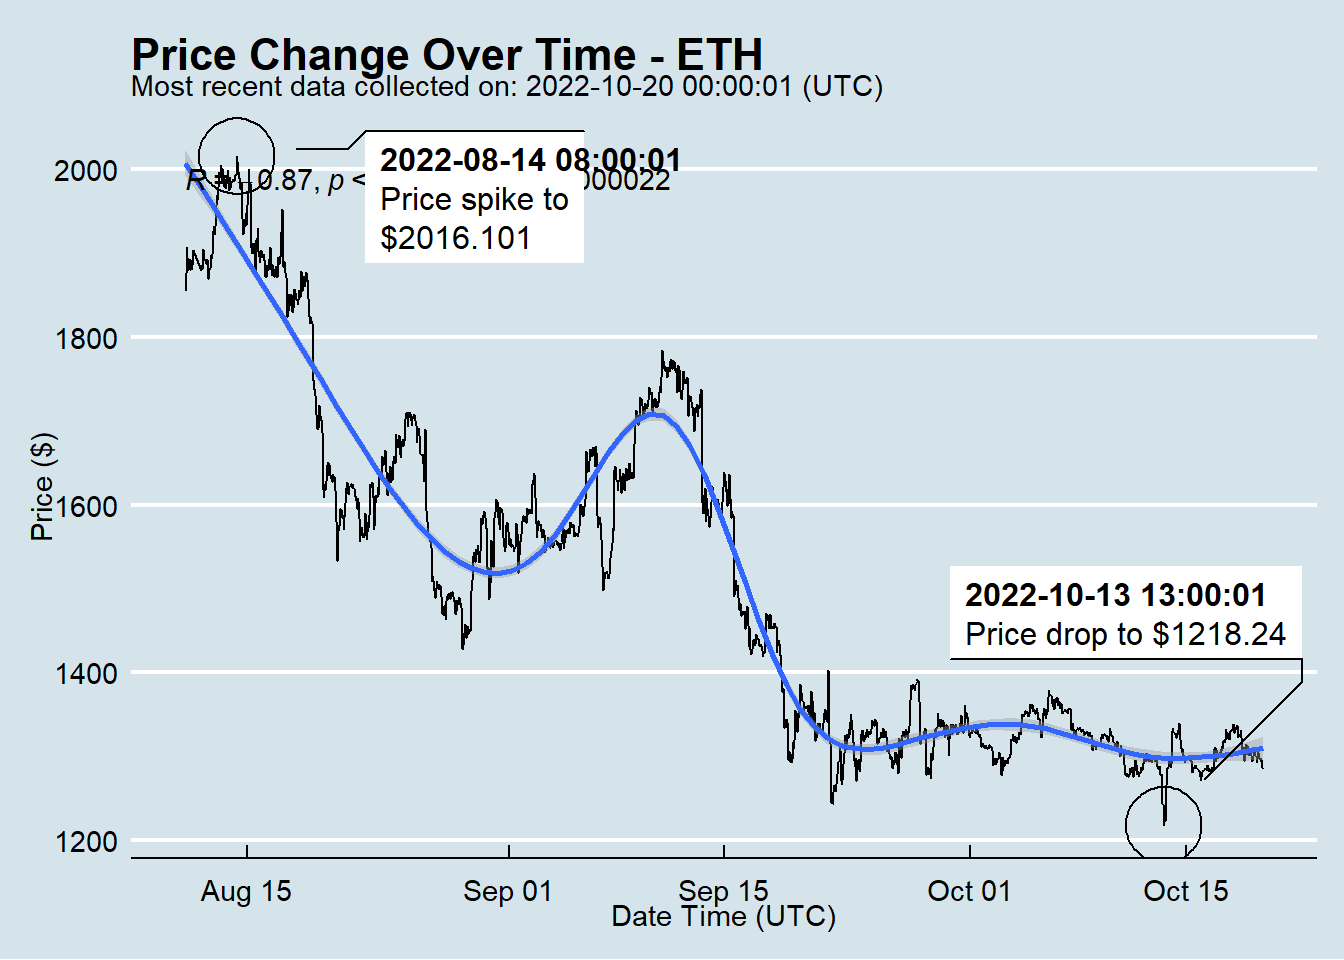 Price Change Over Time - ETH
Most recent data collected on: 2022-10-20 00:00:01 (UTC)
2022-08-14 08:00:01
Price spike to
$2016.101
0.87, p <
000022
2000
1800
1600
1400
1200
Price ($)
2022-10-13 13:00:01
Price drop to $1218.24
Aug 15
Sep 01
Sep 15
Oct 01
Oct 15
Date Time (UTC)